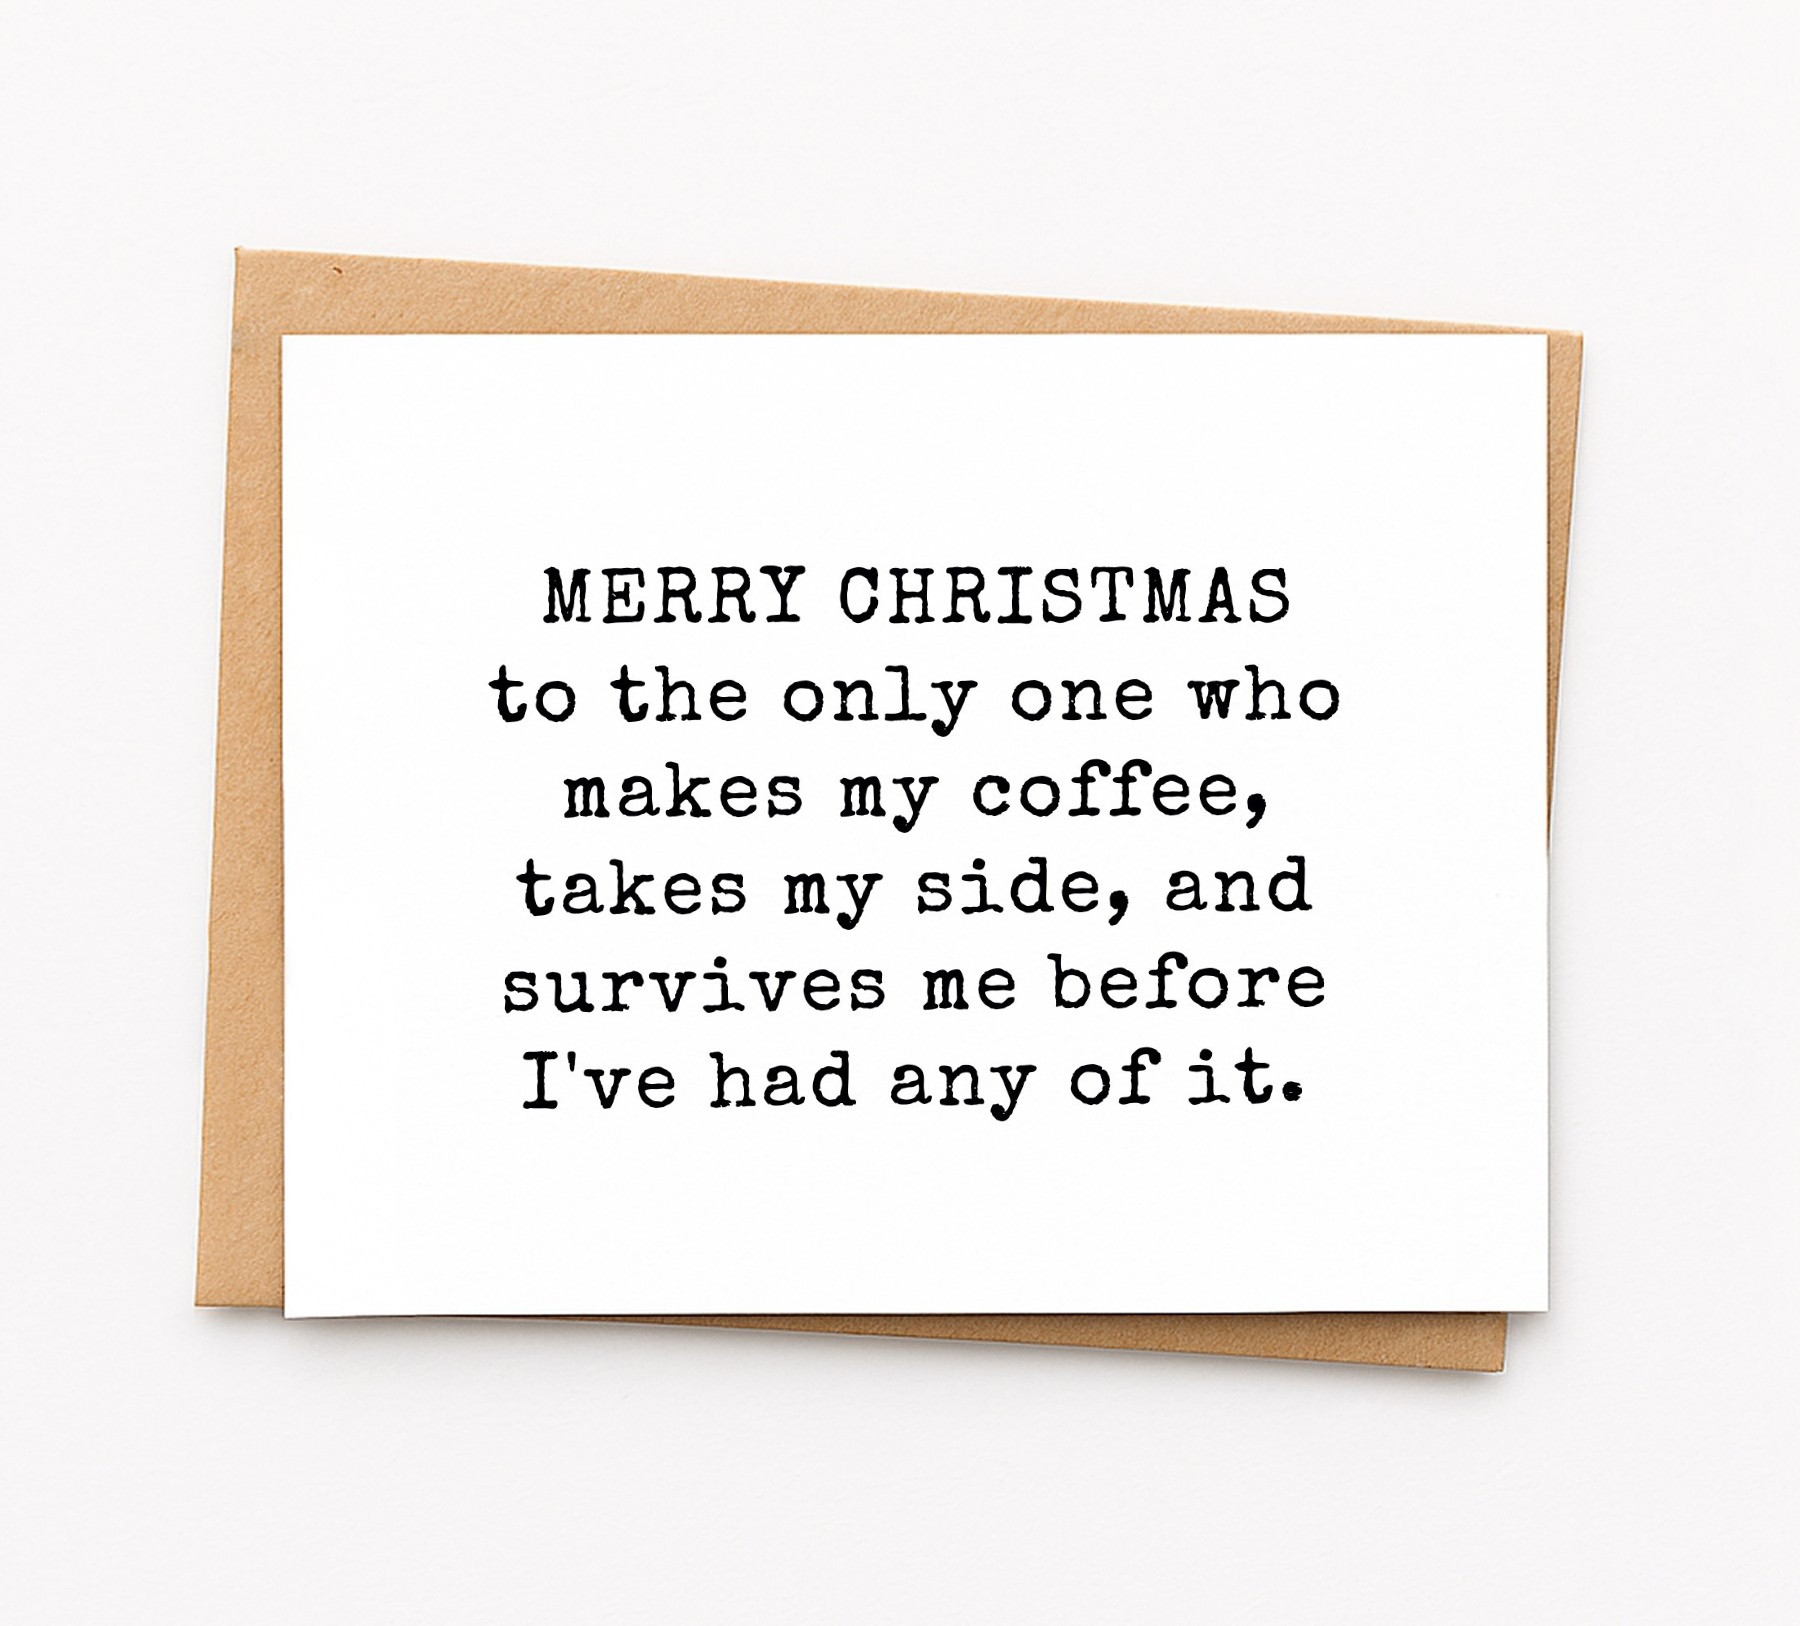 MERRY CHRISTMAS
to the only one who
makes my coffee,
takes my side, and
survives me before
I've had any of it.